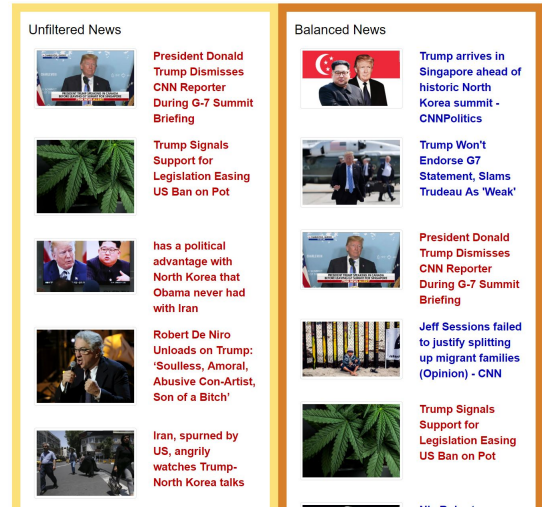 Unfiltered News
President Donald
Trump Dismisses
CNN Reporter
During G-7 Summit
Briefing
Trump Signals
Support for
Legislation Easing
US Ban on Pot
has a political
advantage with
North Korea that
Obama never had
with Iran
Robert De Niro
Unloads on Trump:
‘Soulless, Amoral,
Abusive Con-Artist,
Son of a Bitch’
Iran, spurned by
US, angrily
watches Trump-
North Korea talks
Balanced News
Trump arrives in
Singapore ahead of
historic North
Korea summit -
CNNPolitics
Trump Won't
Endorse G7
Statement, Slams
Trudeau As 'Weak'
President Donald
Trump Dismisses
CNN Reporter
During G-7 Summit
Briefing
Jeff Sessions failed
to justify splitting
up migrant families
(Opinion) - CNN
Trump Signals
Support for
Legislation Easing
US Ban on Pot